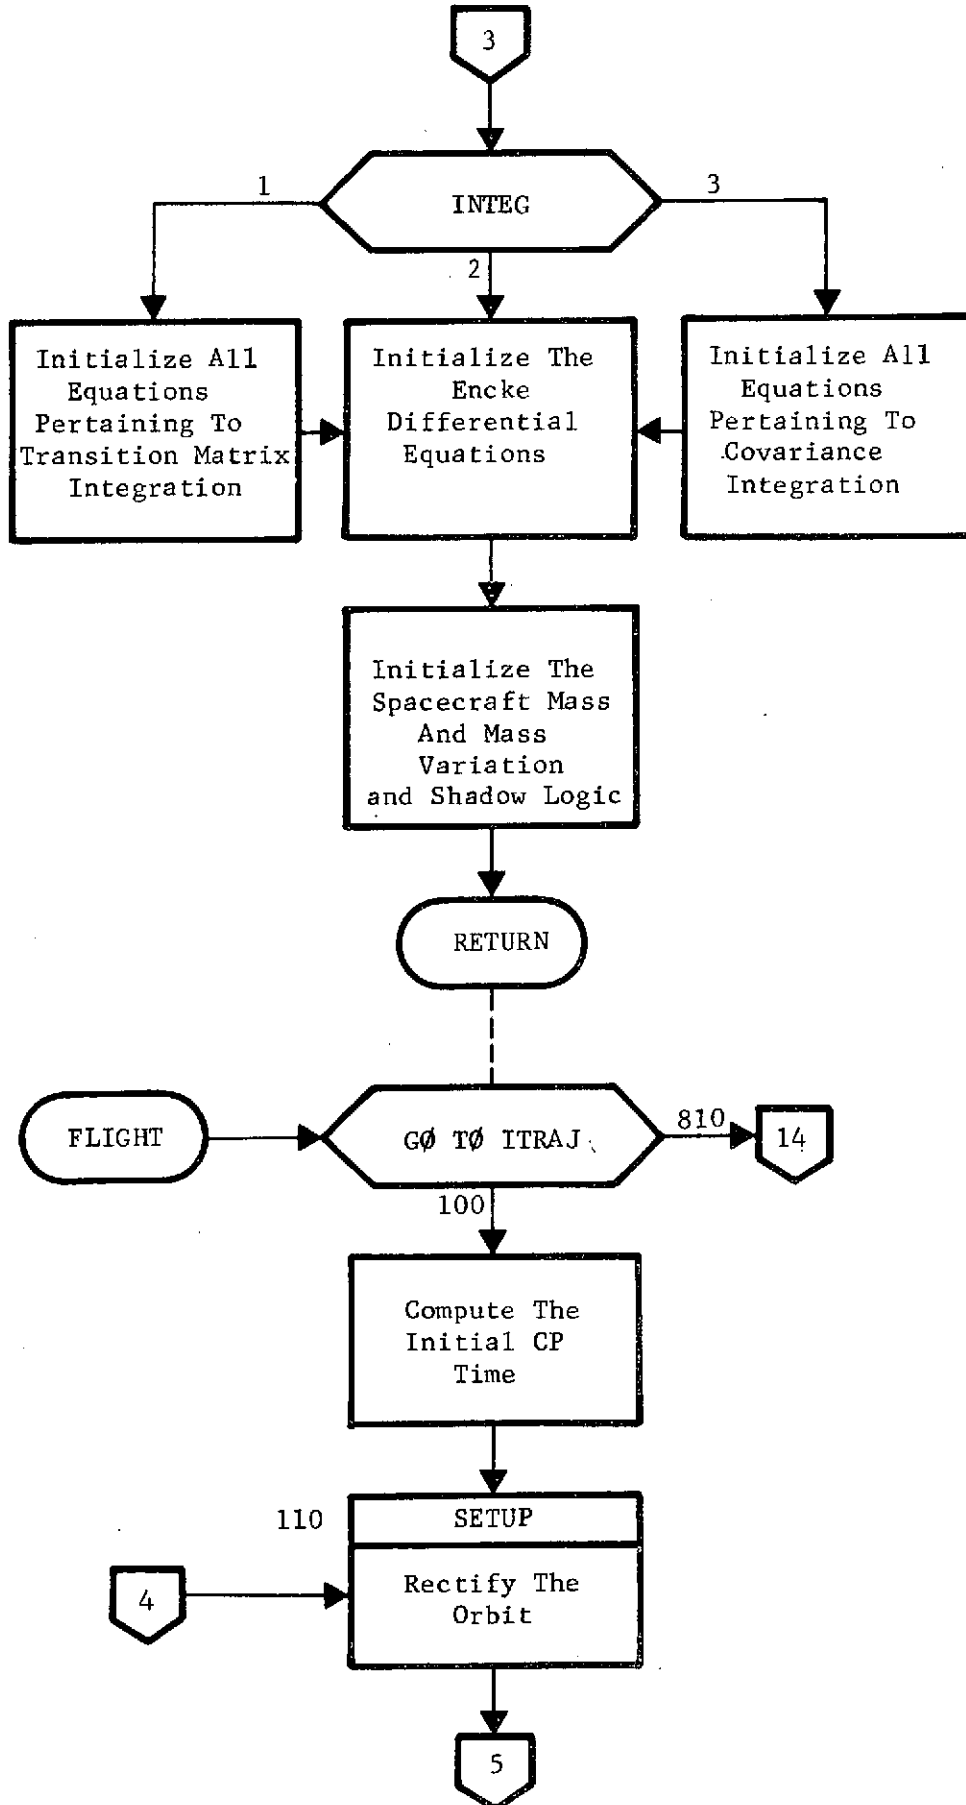 3
1
INTEG
3
2
Initialize All
Equations
Pertaining To
Transition Matrix
Integration
Initialize The
Encke
Differential
Equations
Initialize All
Equations
Pertaining To
Covariance
Integration
Initialize The
Spacecraft Mass
And Mass
Variation
and Shadow Logic
RETURN
FLIGHT
GØ TØ ITRAJ
810
14
100
Compute The
Initial CP
Time
110
SETUP
4
Rectify The
Orbit
5